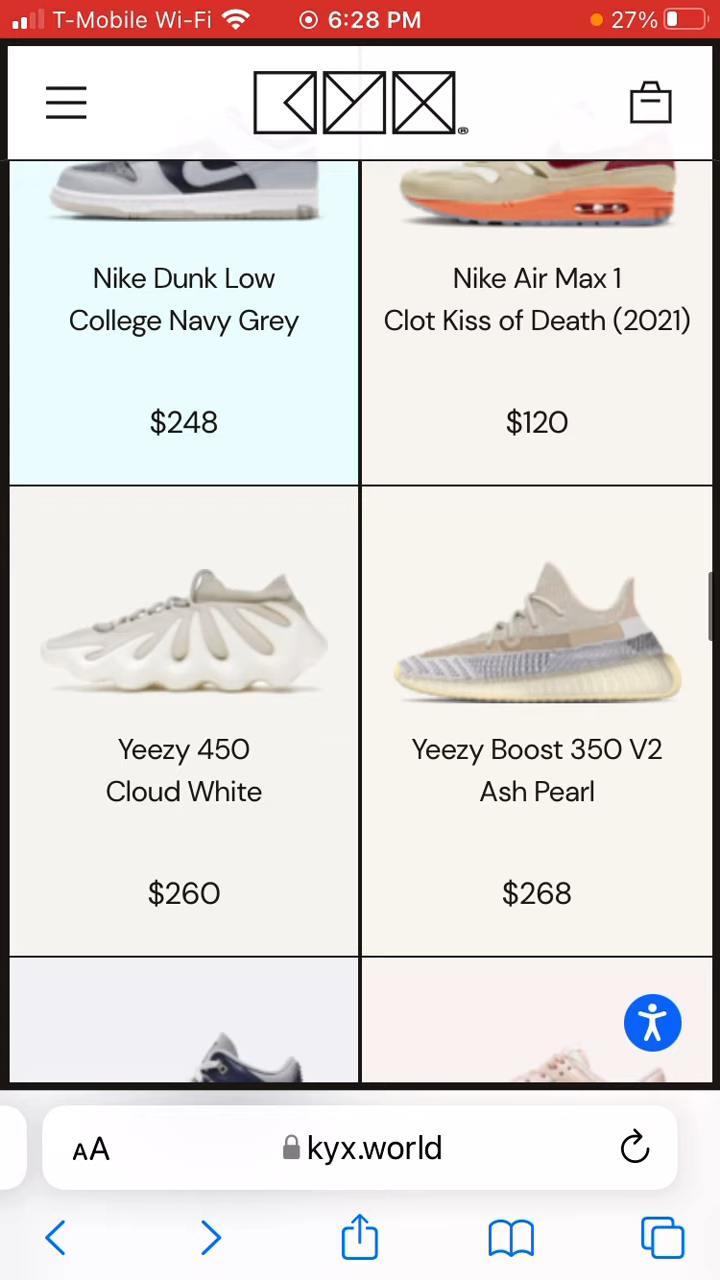 T-Mobile Wi-Fi 6:28 PM 27%
KYX®
Nike Dunk Low
College Navy Grey
$248
Nike Air Max 1
Clot Kiss of Death (2021)
$120
Yeezy 450
Cloud White
$260
Yeezy Boost 350 V2
Ash Pearl
$268
AA kyx.world